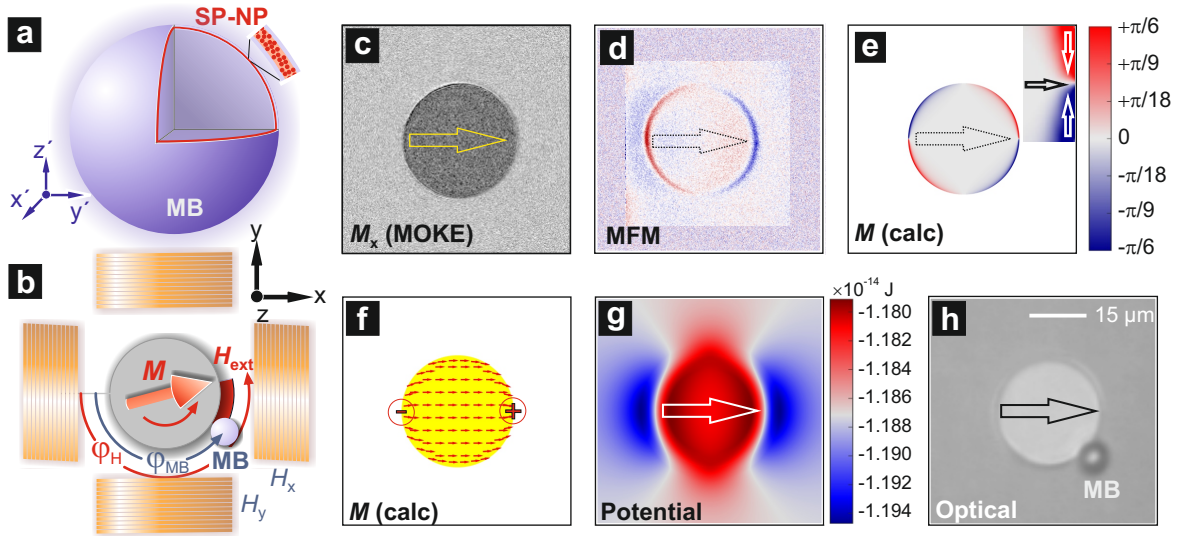 a
SP-NP
z´
x´
y´
MB
b
y
x
z
M
H_ext
φ_H
φ_MB
MB
H_x
H_y
c
M_x (MOKE)
d
MFM
e
M (calc)
+π/6
+π/9
+π/18
0
-π/18
-π/9
-π/6
f
-
+
M (calc)
g
Potential
×10⁻¹⁴ J
-1.180
-1.182
-1.184
-1.186
-1.188
-1.190
-1.192
-1.194
h
15 µm
MB
Optical